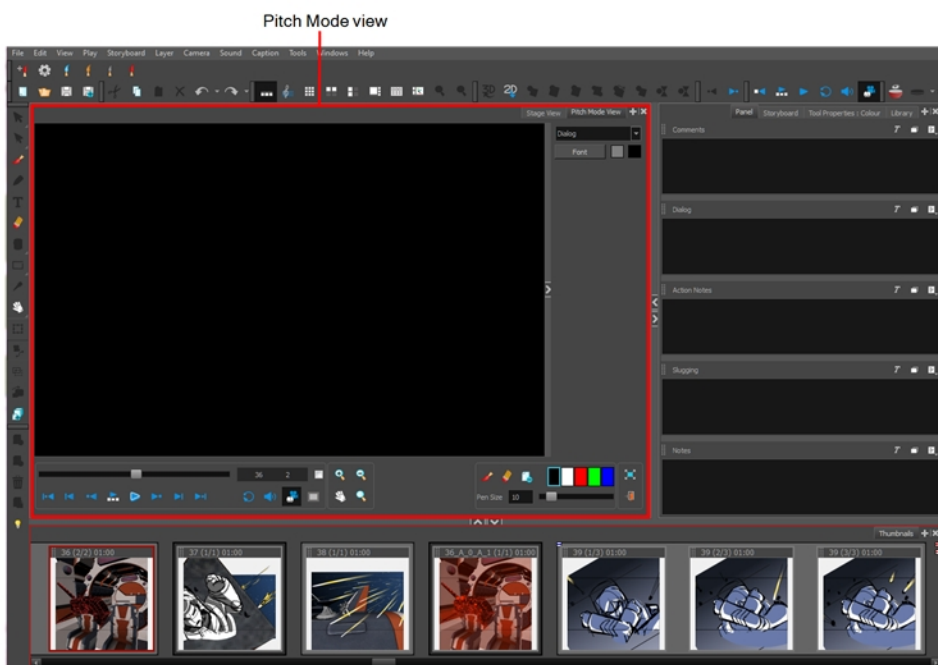 Pitch Mode view
File Edit View Play Storyboard Layer Camera Sound Caption Tools Windows Help
Stage View Pitch Mode View
Panel Storyboard Tool Properties : Colour Library
Dialog
Font
Comments
Dialog
Action Notes
Slugging
Notes
36 2
Pen Size 10
Thumbnails
36 (2/2) 01:00
37 (1/1) 01:00
38 (1/1) 01:00
36_A_0_A_1 (1/1) 01:00
39 (1/3) 01:00
39 (2/3) 01:00
39 (3/3) 01:00